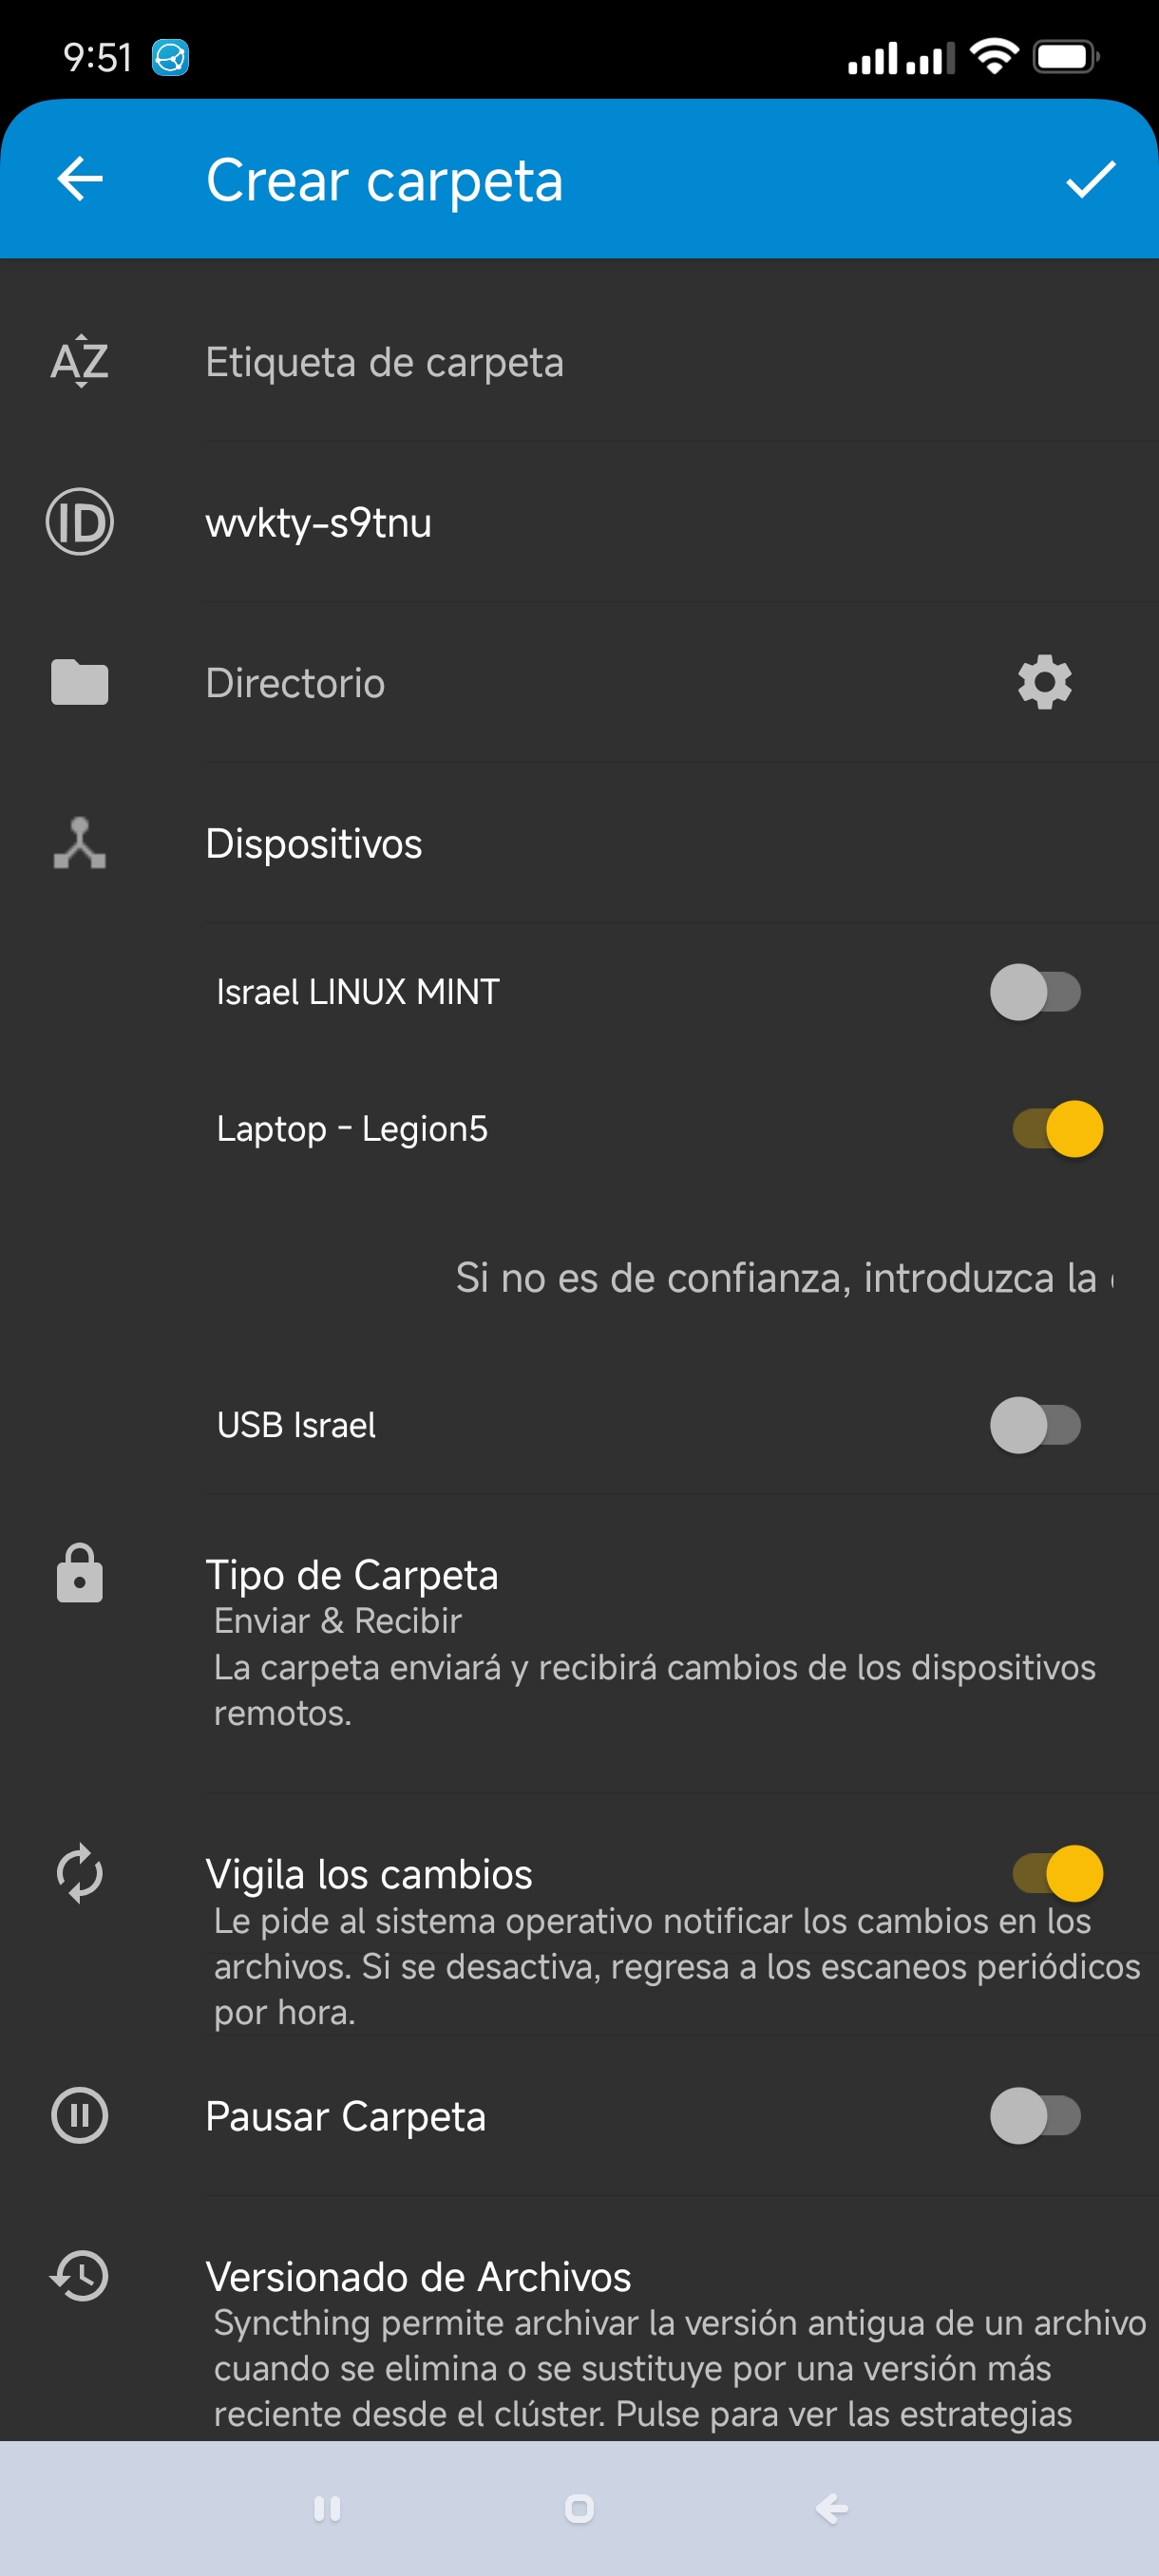 9:51
Crear carpeta
AZ
Etiqueta de carpeta
ID
wvkty-s9tnu
Directorio
Dispositivos
Israel LINUX MINT
Laptop - Legion5
Si no es de confianza, introduzca la
USB Israel
Tipo de Carpeta
Enviar & Recibir
La carpeta enviará y recibirá cambios de los dispositivos
remotos.
Vigila los cambios
Le pide al sistema operativo notificar los cambios en los
archivos. Si se desactiva, regresa a los escaneos periódicos
por hora.
Pausar Carpeta
Versionado de Archivos
Syncthing permite archivar la versión antigua de un archivo
cuando se elimina o se sustituye por una versión más
reciente desde el clúster. Pulse para ver las estrategias